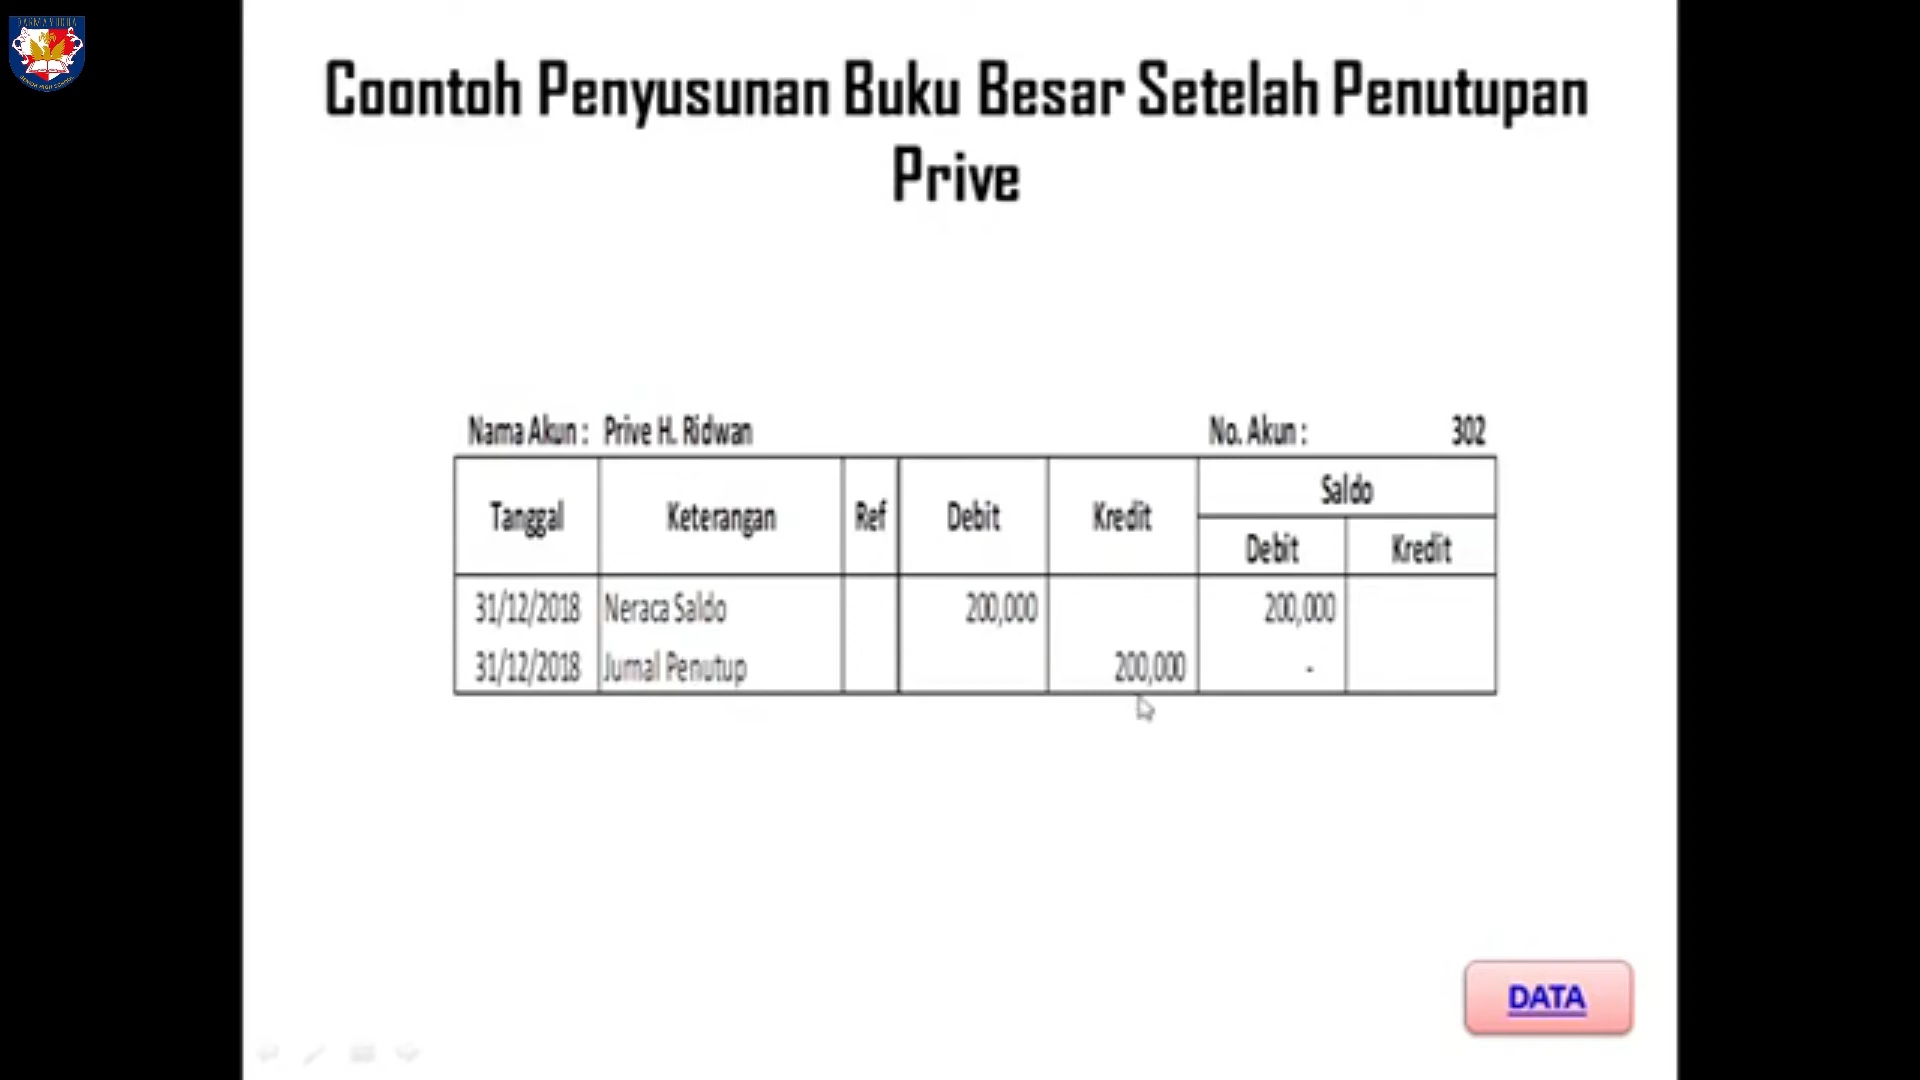 Coontoh Penyusunan Buku Besar Setelah Penutupan
Prive
Nama Akun : Prive H. Ridwan No. Akun : 302
Tanggal Keterangan Ref Debit Kredit Saldo
Debit Kredit
31/12/2018 Neraca Saldo 200,000 200,000
31/12/2018 Jurnal Penutup 200,000 -
DATA